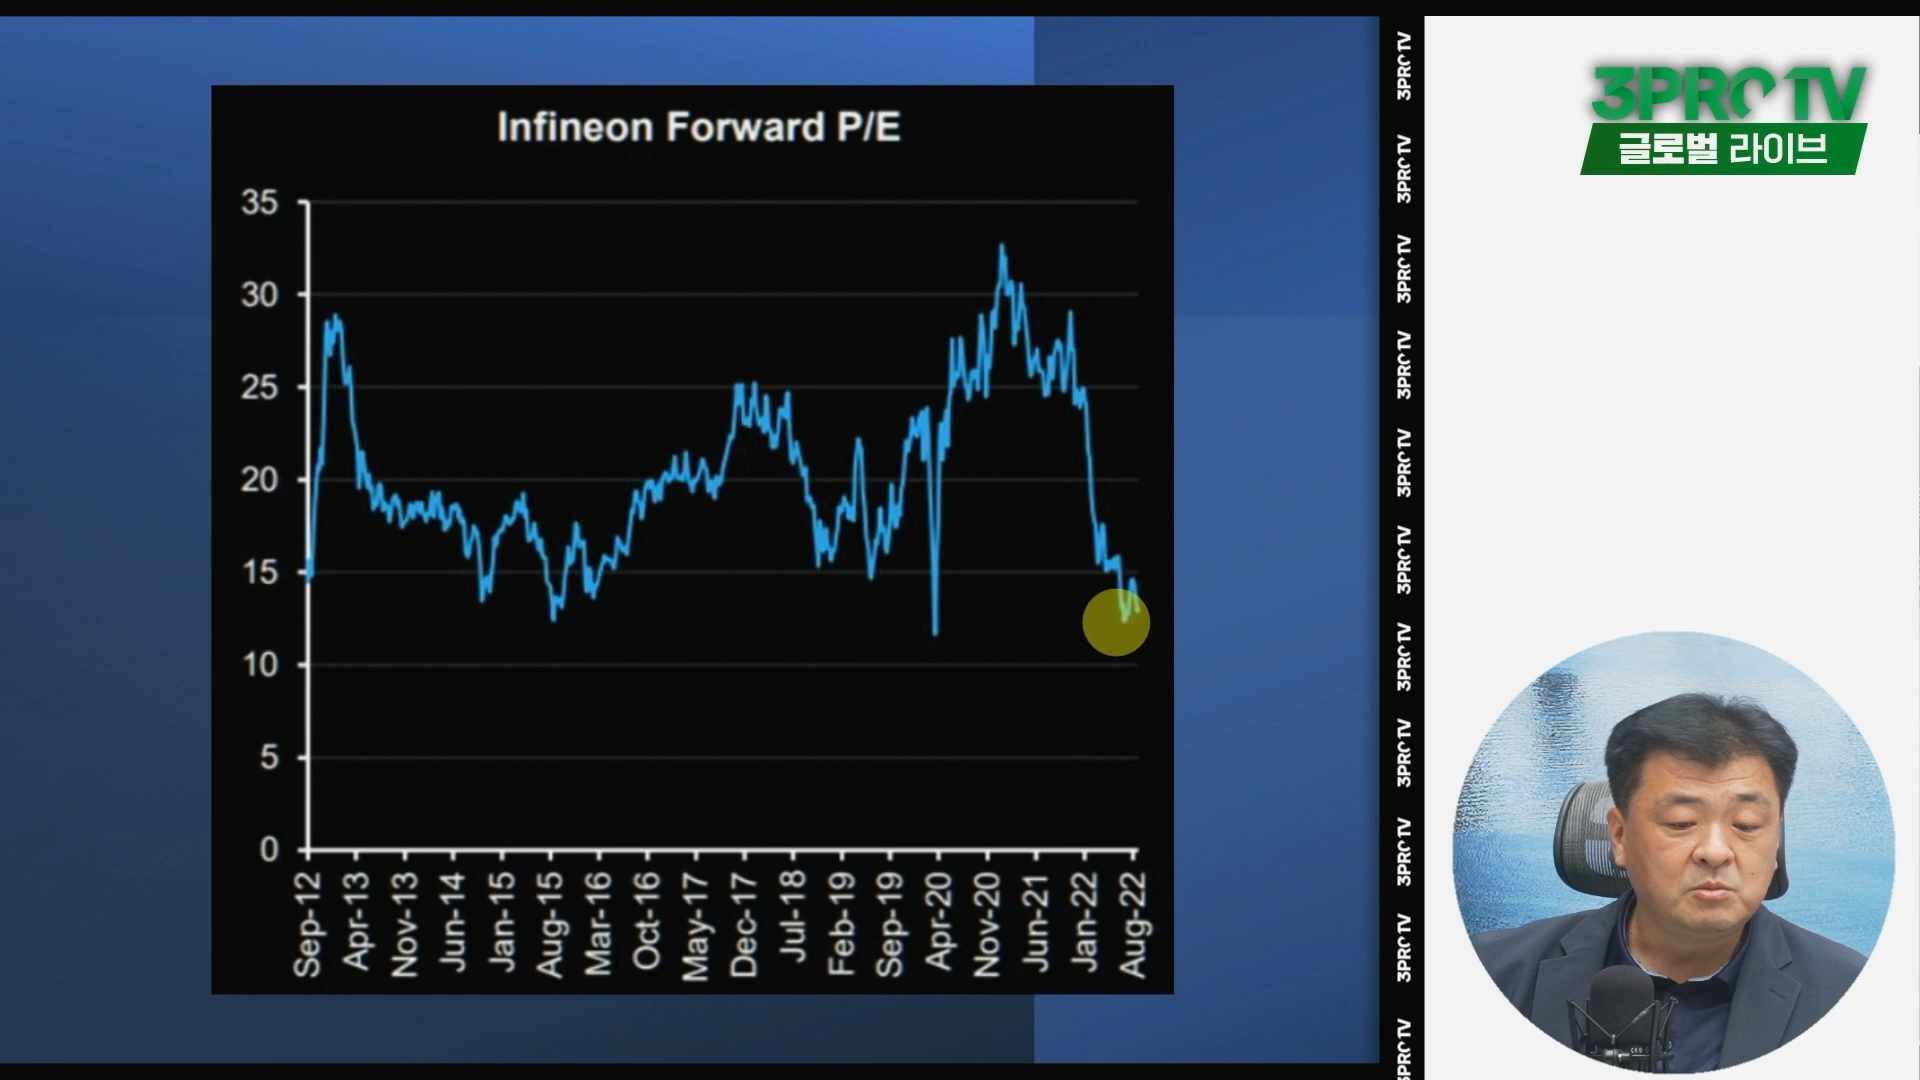 Infineon Forward P/E
35
30
25
20
15
10
5
0
Sep-12
Apr-13
Nov-13
Jun-14
Jan-15
Aug-15
Mar-16
Oct-16
May-17
Dec-17
Jul-18
Feb-19
Sep-19
Apr-20
Nov-20
Jun-21
Jan-22
Aug-22
3PROTV
3PROTV
3PROTV
3PROTV
3PROTV
3PROTV
3PROTV
3PROTV
3PROTV
3PROTV
3PROTV
3PROTV
글로벌 라이브